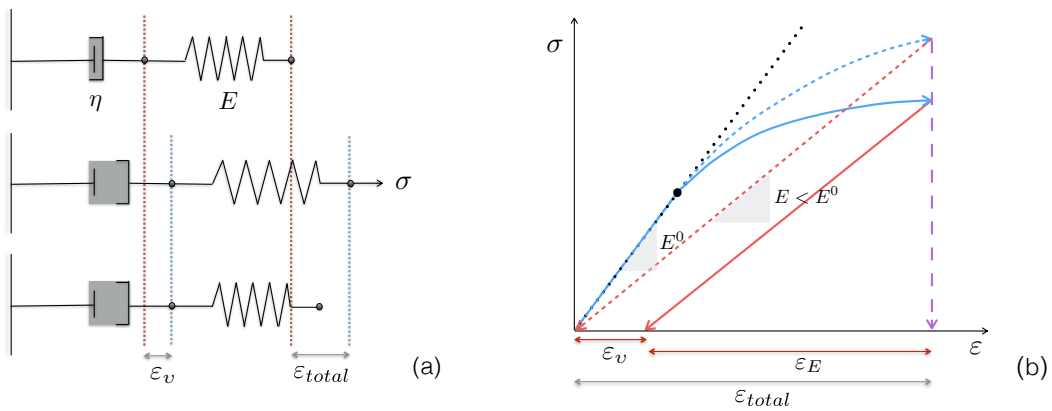 η
E
σ
ε_v
ε_total
(a)
σ
E < E^0
E^0
ε
ε_v
ε_E
ε_total
(b)